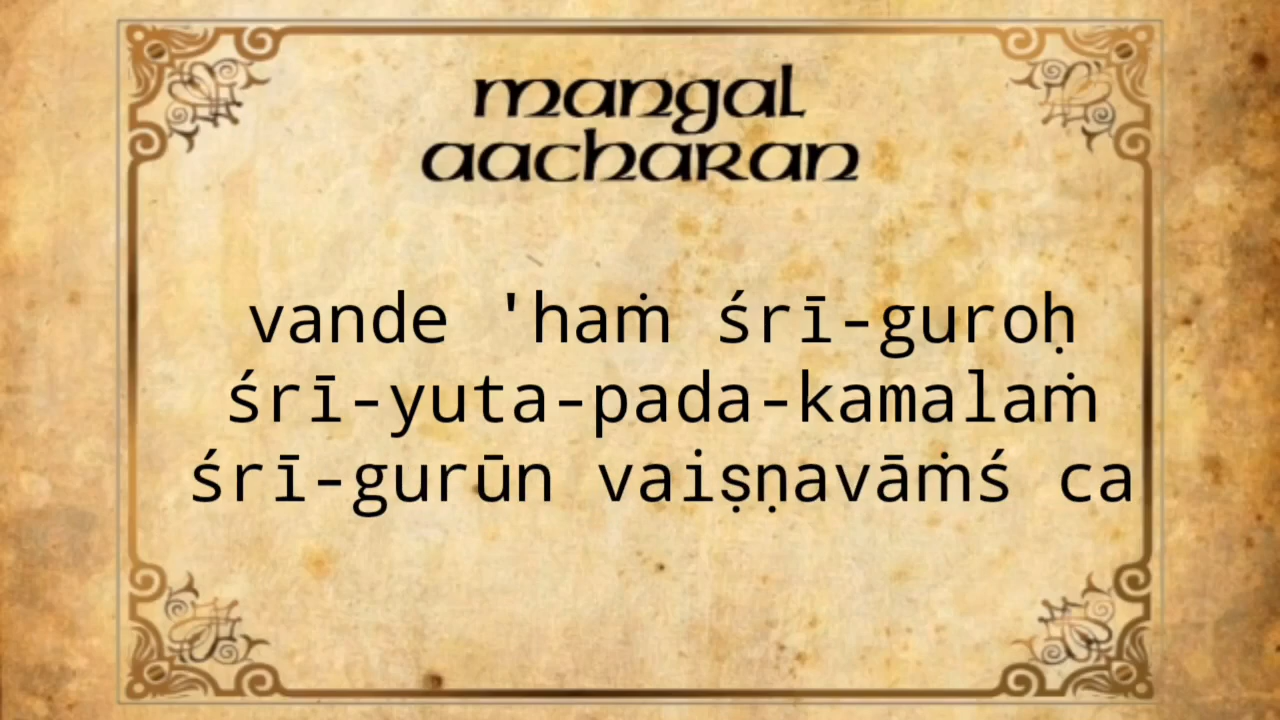 mangal
aacharan
vande 'haṁ śrī-guroḥ
śrī-yuta-pada-kamalaṁ
śrī-gurūn vaiṣṇavāṁś ca